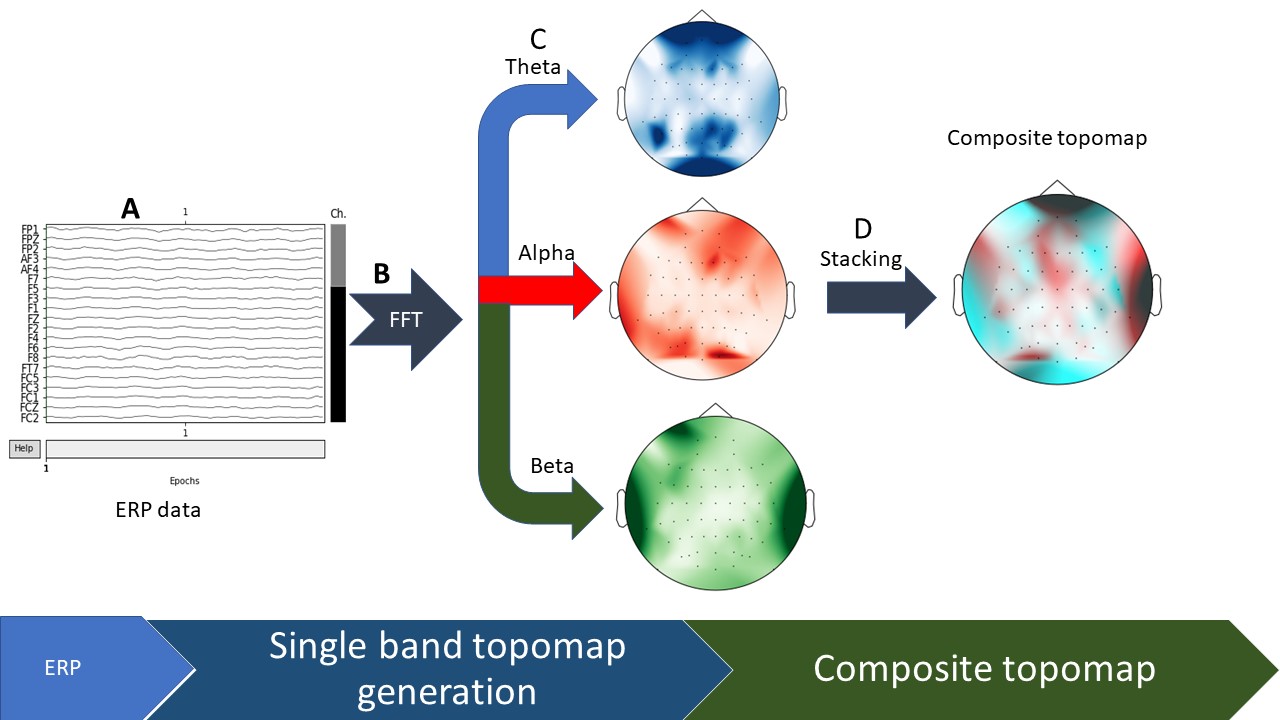 C
Theta
Composite topomap
A
1
Ch.
FP1
FPZ
FP2
AF3
AF4
F7
F5
F3
F1
FZ
F2
F4
F6
F8
FT7
FC5
FC3
FC1
FCZ
FC2
B
FFT
Alpha
D
Stacking
1
Help
1
Epochs
ERP data
Beta
ERP
Single band topomap
generation
Composite topomap